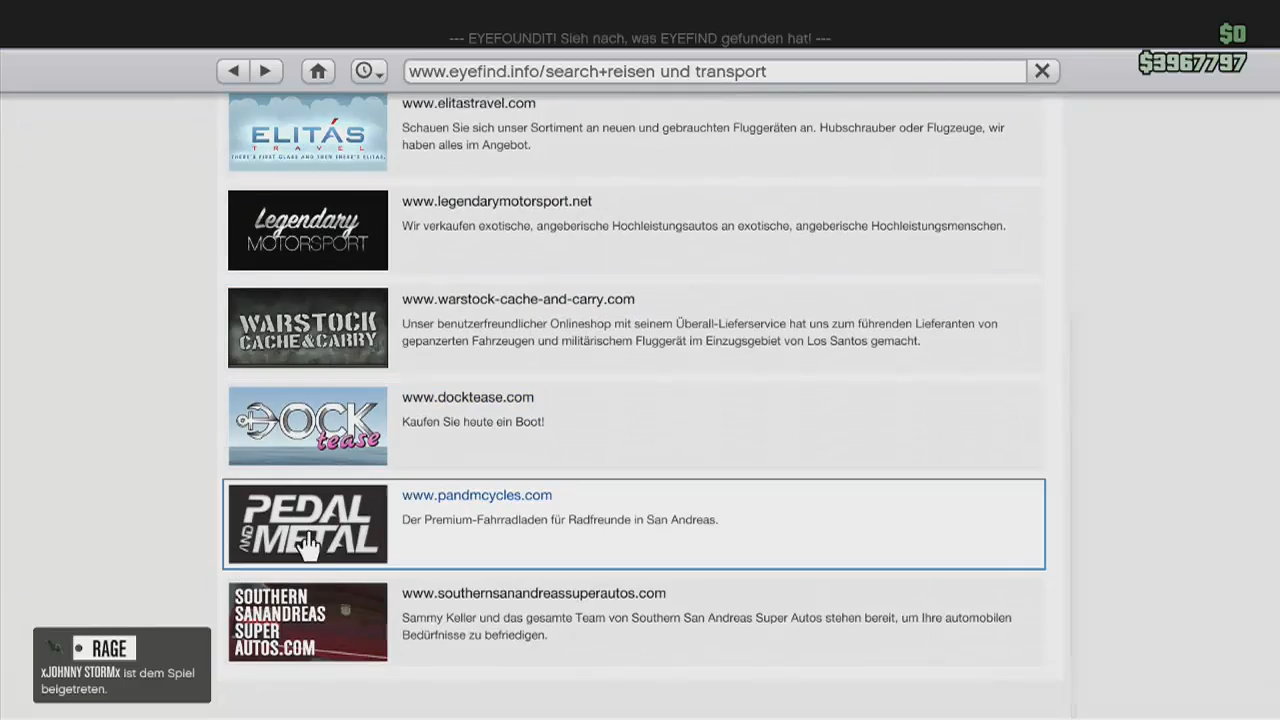 --- EYEFOUNDIT! Sieh nach, was EYEFIND gefunden hat! ---
$0
$3967797
www.eyefind.info/search+reisen und transport
ELITÁS
TRAVEL
THERE'S FIRST CLASS AND THEN THERE'S ELITAS.
www.elitastravel.com
Schauen Sie sich unser Sortiment an neuen und gebrauchten Fluggeräten an. Hubschrauber oder Flugzeuge, wir
haben alles im Angebot.
Legendary
MOTORSPORT
www.legendarymotorsport.net
Wir verkaufen exotische, angeberische Hochleistungsautos an exotische, angeberische Hochleistungsmenschen.
WARSTOCK
CACHE&CARRY
www.warstock-cache-and-carry.com
Unser benutzerfreundlicher Onlineshop mit seinem Überall-Lieferservice hat uns zum führenden Lieferanten von
gepanzerten Fahrzeugen und militärischem Fluggerät im Einzugsgebiet von Los Santos gemacht.
DOCK
tease
www.docktease.com
Kaufen Sie heute ein Boot!
PEDAL
AND METAL
www.pandmcycles.com
Der Premium-Fahrradladen für Radfreunde in San Andreas.
SOUTHERN
SANANDREAS
SUPER
AUTOS.COM
www.southernsanandreassuperautos.com
Sammy Keller und das gesamte Team von Southern San Andreas Super Autos stehen bereit, um Ihre automobilen
Bedürfnisse zu befriedigen.
RAGE
xJOHNNY STORMx ist dem Spiel
beigetreten.